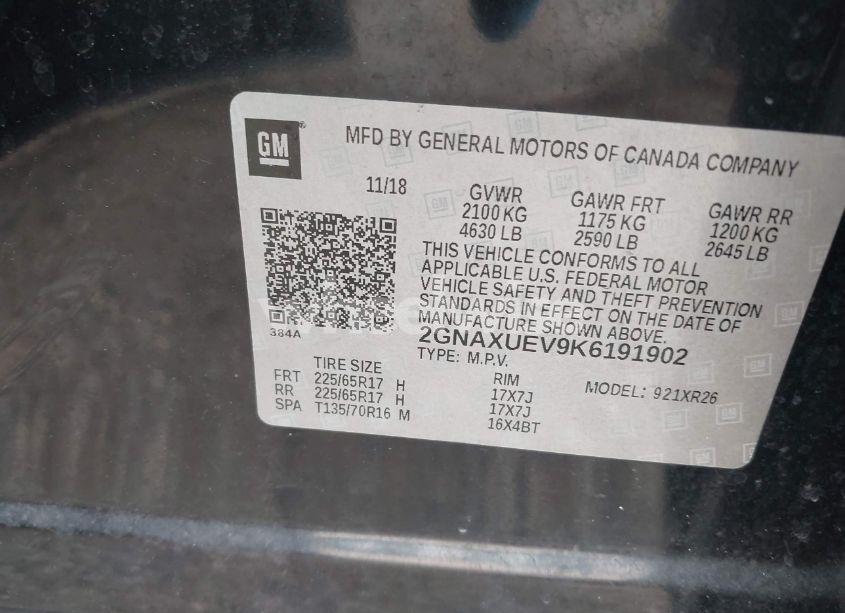 GM
MFD BY GENERAL MOTORS OF CANADA COMPANY
11/18
GVWR GAWR FRT GAWR RR
2100 KG 1175 KG 1200 KG
4630 LB 2590 LB 2645 LB
THIS VEHICLE CONFORMS TO ALL
APPLICABLE U.S. FEDERAL MOTOR
VEHICLE SAFETY AND THEFT PREVENTION
STANDARDS IN EFFECT ON THE DATE OF
MANUFACTURE SHOWN ABOVE.
384A
2GNAXUEV9K6191902
TYPE: M.P.V.
MODEL: 921XR26
TIRE SIZE RIM
FRT 225/65R17 H 17X7J
RR 225/65R17 H 17X7J
SPA T135/70R16 M 16X4BT